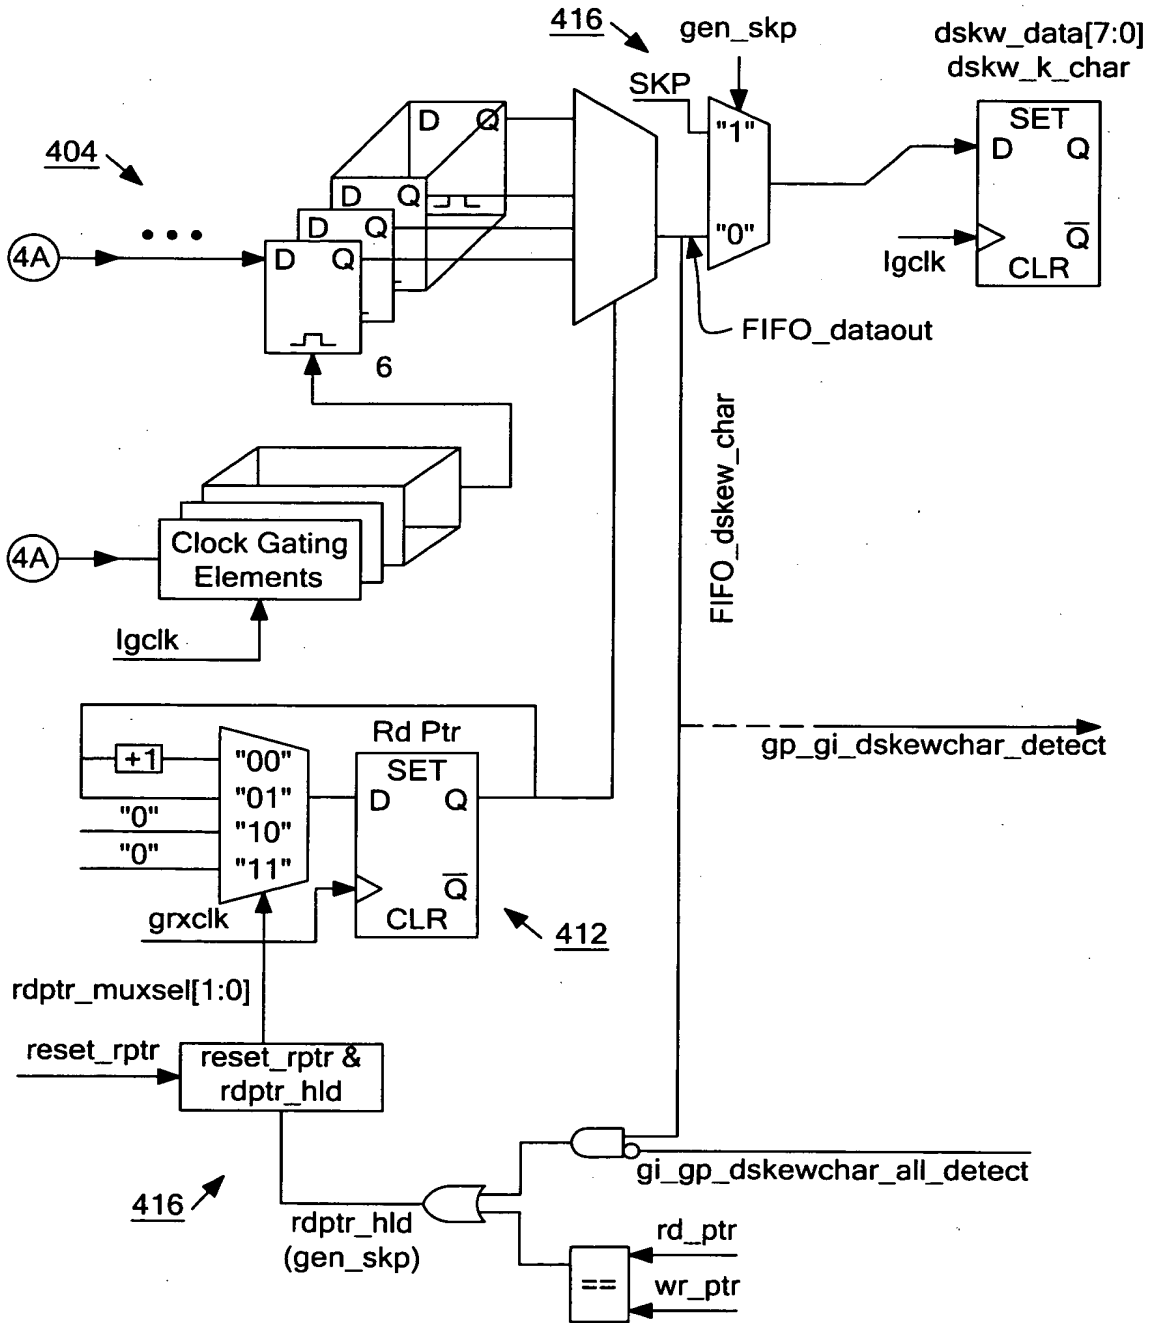 416
gen_skp
dskw_data[7:0]
dskw_k_char
SKP
"1"
"0"
SET
D Q
Q
CLR
lgclk
404
4A
D Q
D Q
D Q
D Q
6
FIFO_dataout
FIFO_dskew_char
4A
Clock Gating
Elements
lgclk
gp_gi_dskewchar_detect
Rd Ptr
+1
"0"
"0"
"00"
"01"
"10"
"11"
SET
D Q
Q
CLR
grxclk
412
rdptr_muxsel[1:0]
reset_rptr
reset_rptr &
rdptr_hld
gi_gp_dskewchar_all_detect
416
rdptr_hld
(gen_skp)
rd_ptr
==
wr_ptr